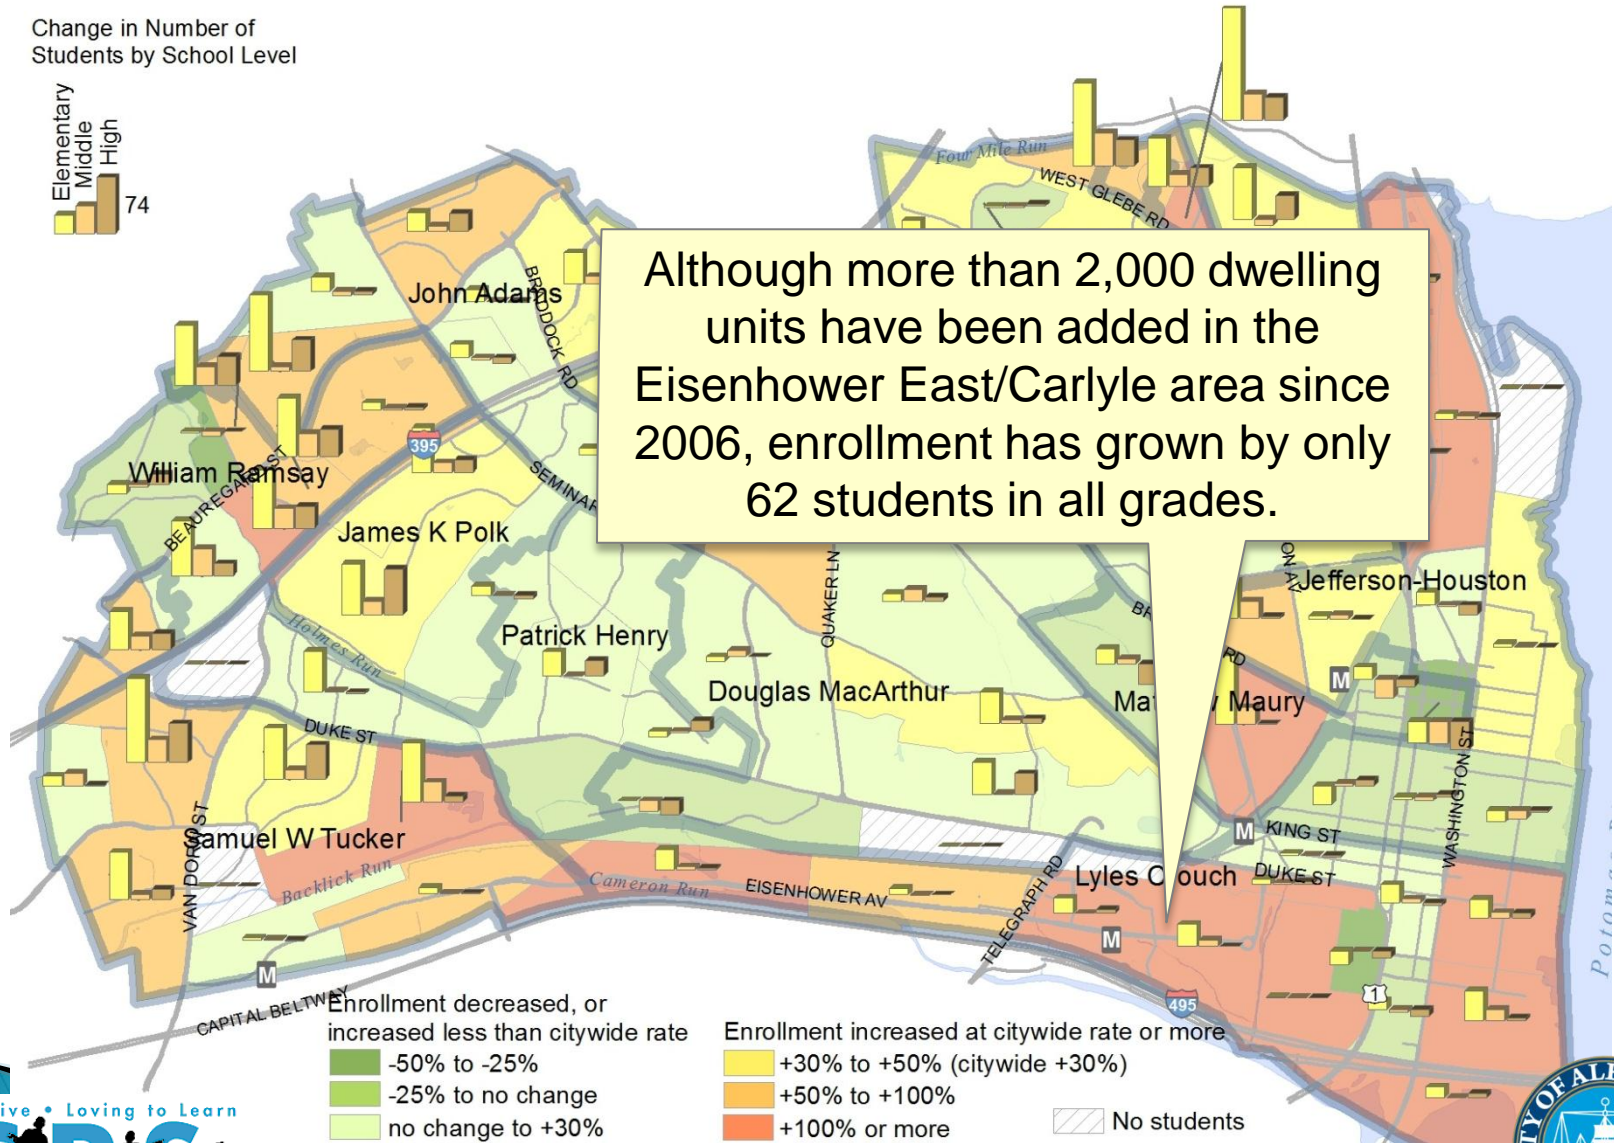 Change in Number of
Students by School Level
Elementary
Middle
High
74
Four Mile Run
WEST GLEBE RD
Although more than 2,000 dwelling
units have been added in the
Eisenhower East/Carlyle area since
2006, enrollment has grown by only
62 students in all grades.
John Adams
BRADDOCK RD
395
William Ramsay
BEAUREGARD ST
SEMINAR
James K Polk
QUAKER LN
ON AV
Jefferson-Houston
Holmes Run
Patrick Henry
RD
M
Douglas MacArthur
Maury
DUKE ST
WASHINGTON ST
VAN DORN ST
Samuel W Tucker
M
KING ST
Backlick Run
Cameron Run
EISENHOWER AV
TELEGRAPH RD
Lyles Crouch
DUKE ST
M
M
1
495
CAPITAL BELTWAY
Enrollment decreased, or
increased less than citywide rate
-50% to -25%
-25% to no change
no change to +30%
Enrollment increased at citywide rate or more
+30% to +50% (citywide +30%)
+50% to +100%
+100% or more
No students
ive • Loving to Learn